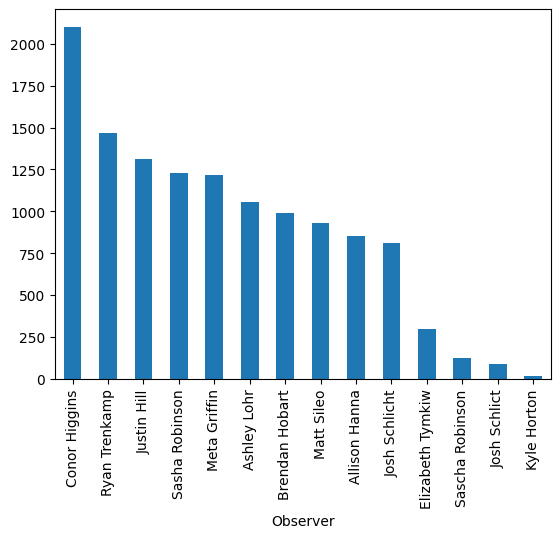 2000
1750
1500
1250
1000
750
500
250
0
Conor Higgins
Ryan Trenkamp
Justin Hill
Sasha Robinson
Meta Griffin
Ashley Lohr
Brendan Hobart
Matt Sileo
Allison Hanna
Josh Schlicht
Elizabeth Tymkiw
Sascha Robinson
Josh Schlict
Kyle Horton
Observer